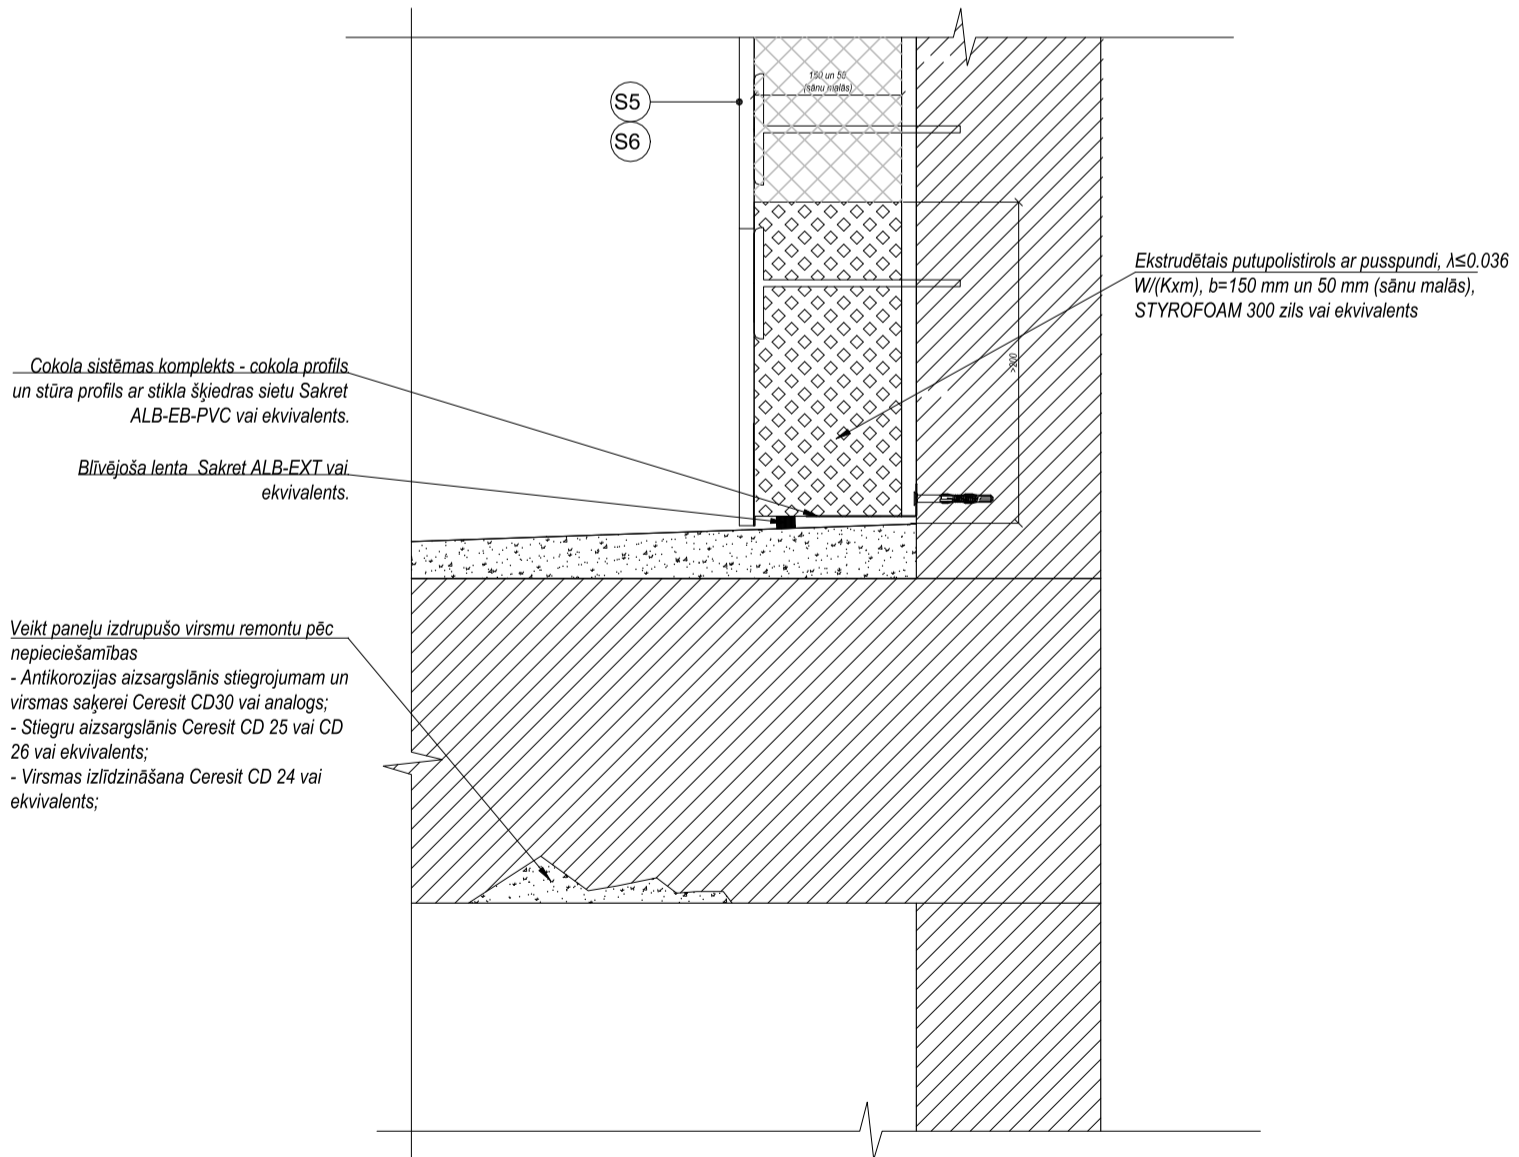 150 un 50
(sānu malās)
S5
S6
Ekstrudētais putupolistirols ar pusspundi, λ≤0.036
W/(Kxm), b=150 mm un 50 mm (sānu malās),
STYROFOAM 300 zils vai ekvivalents
Cokola sistēmas komplekts - cokola profils
un stūra profils ar stikla šķiedras sietu Sakret
ALB-EB-PVC vai ekvivalents.
Blīvējoša lenta Sakret ALB-EXT vai
ekvivalents.
Veikt paneļu izdrupušo virsmu remontu pēc
nepieciešamības
- Antikorozijas aizsargslānis stiegrojumam un
virsmas saķerei Ceresit CD30 vai analogs;
- Stiegru aizsargslānis Ceresit CD 25 vai CD
26 vai ekvivalents;
- Virsmas izlīdzināšana Ceresit CD 24 vai
ekvivalents;